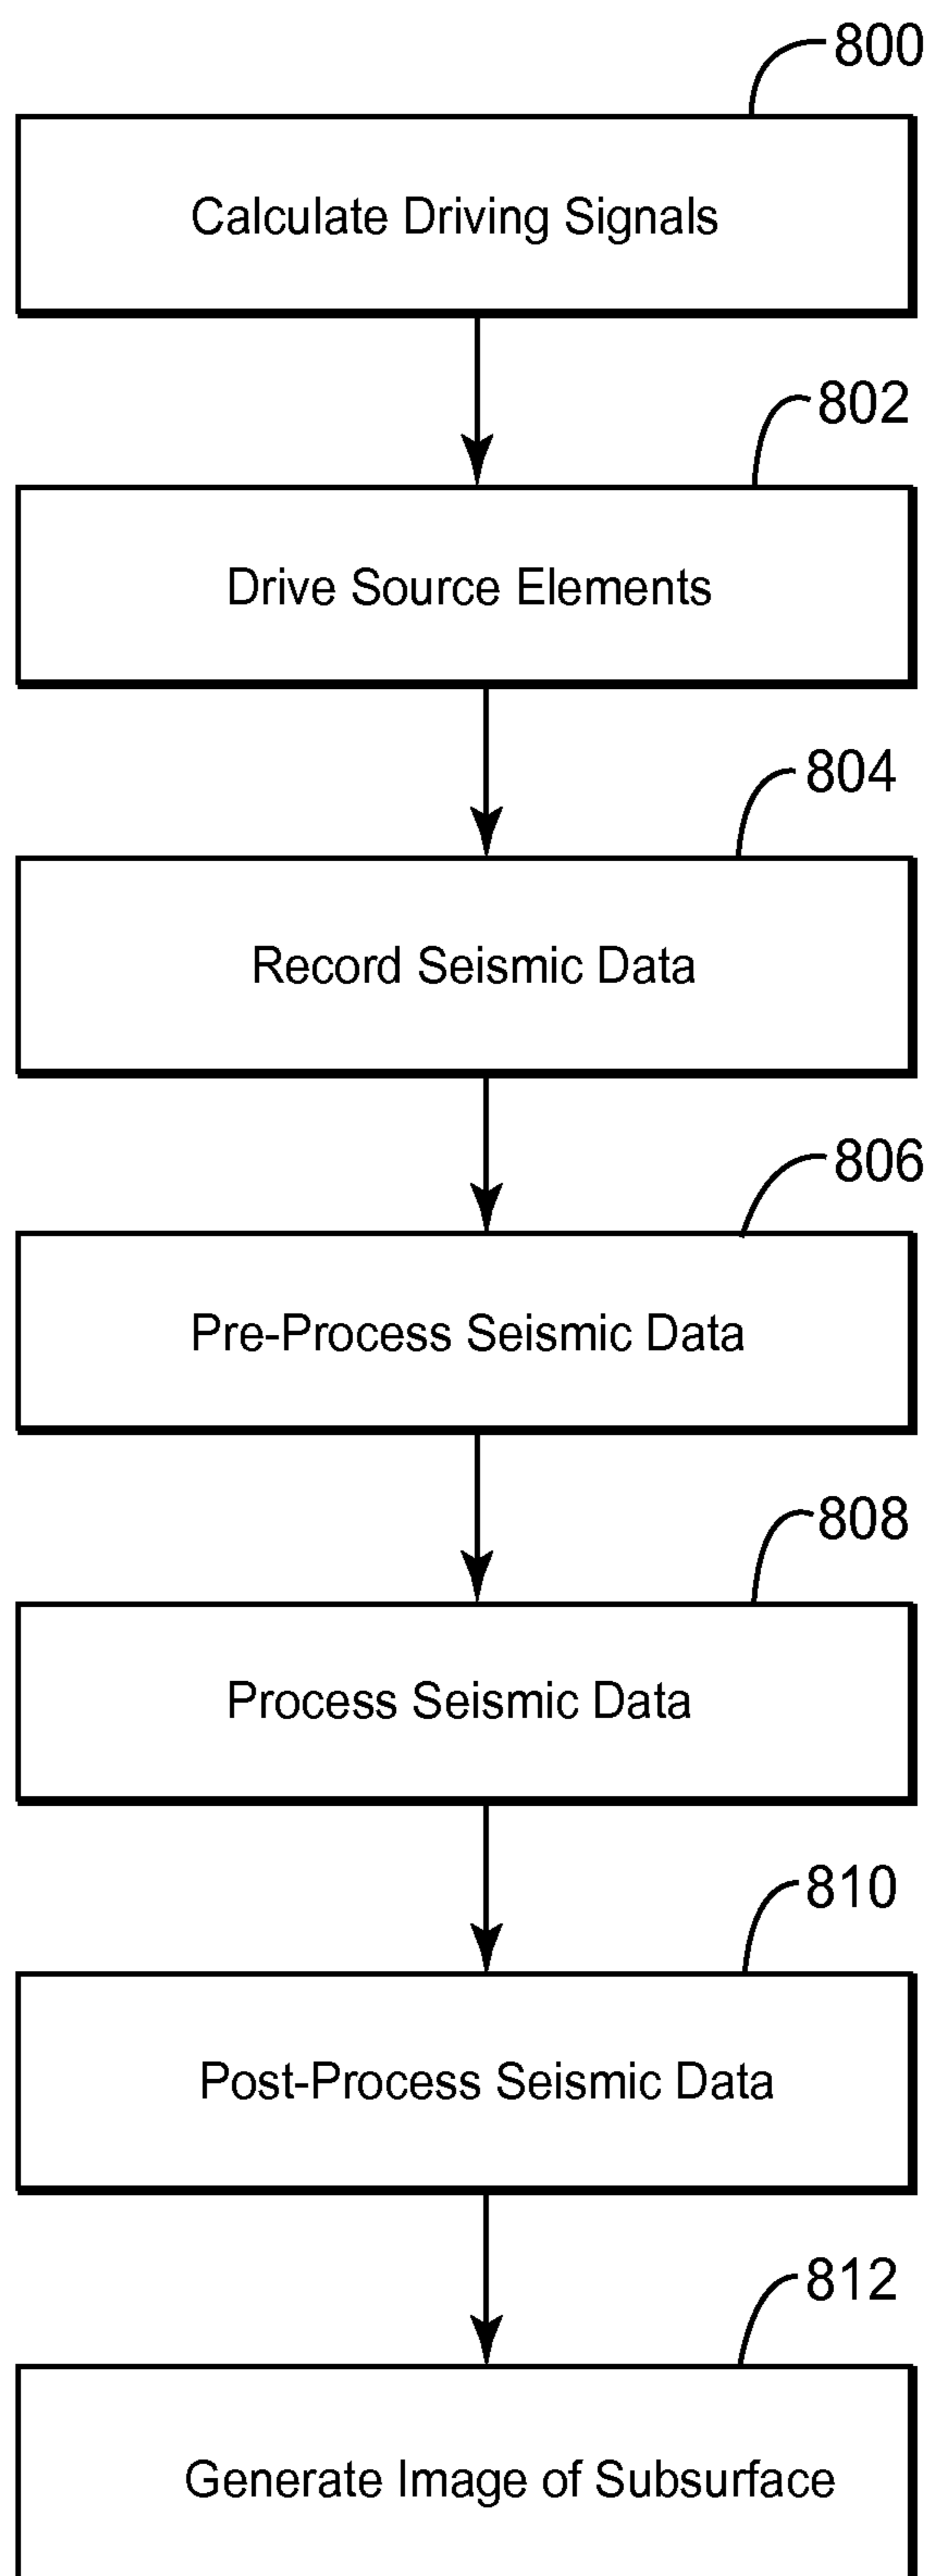 800
Calculate Driving Signals
802
Drive Source Elements
804
Record Seismic Data
806
Pre-Process Seismic Data
808
Process Seismic Data
810
Post-Process Seismic Data
812
Generate Image of Subsurface